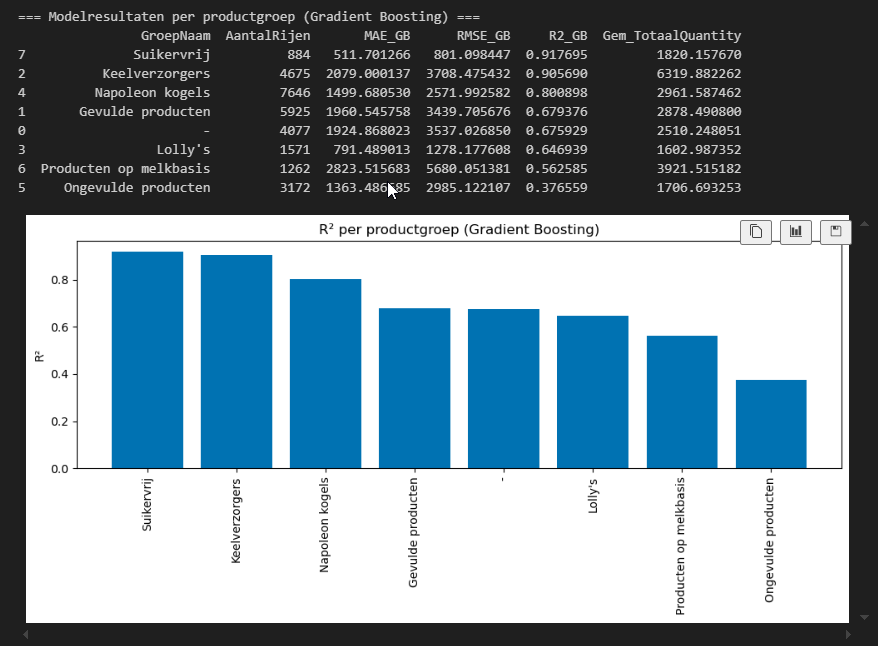 === Modelresultaten per productgroep (Gradient Boosting) ===
GroepNaam AantalRijen MAE_GB RMSE_GB R2_GB Gem_TotaalQuantity
7 Suikervrij 884 511.701266 801.098447 0.917695 1820.157670
2 Keelverzorgers 4675 2079.000137 3708.475432 0.905690 6319.882262
4 Napoleon kogels 7646 1499.680530 2571.992582 0.800898 2961.587462
1 Gevulde producten 5925 1960.545758 3439.705676 0.679376 2878.490800
0 - 4077 1924.868023 3537.026850 0.675929 2510.248051
3 Lolly's 1571 791.489013 1278.177608 0.646939 1602.987352
6 Producten op melkbasis 1262 2823.515683 5680.051381 0.562585 3921.515182
5 Ongevulde producten 3172 2985.122107 0.376559 1706.693253
R² per productgroep (Gradient Boosting)
R²
0.8
0.6
0.4
0.2
0.0
Suikervrij
Keelverzorgers
Napoleon kogels
Gevulde producten
-
Lolly's
Producten op melkbasis
Ongevulde producten